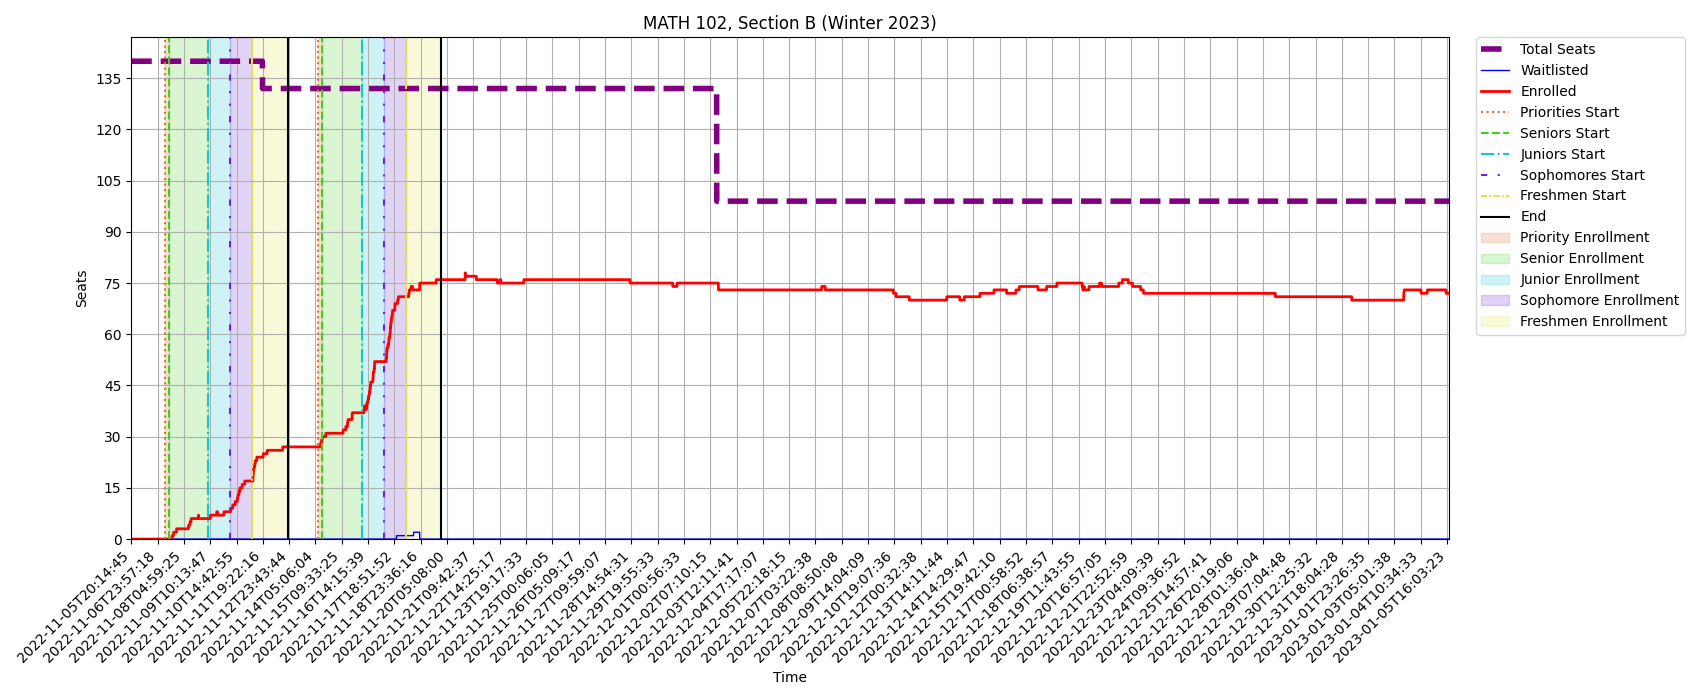 MATH 102, Section B (Winter 2023)
Seats
135
120
105
90
75
60
45
30
15
0
2022-11-05T20:14:45
2022-11-06T23:57:18
2022-11-08T04:59:25
2022-11-09T10:13:47
2022-11-10T14:42:55
2022-11-11T19:22:16
2022-11-12T23:43:44
2022-11-14T05:06:04
2022-11-15T09:33:25
2022-11-16T14:15:39
2022-11-17T18:51:52
2022-11-18T23:36:16
2022-11-20T05:08:00
2022-11-21T09:42:37
2022-11-22T14:25:17
2022-11-23T19:17:33
2022-11-25T00:06:05
2022-11-26T05:09:17
2022-11-27T09:59:07
2022-11-28T14:54:31
2022-11-29T19:55:33
2022-12-01T00:56:33
2022-12-02T07:10:15
2022-12-03T12:11:41
2022-12-04T17:17:07
2022-12-05T22:18:15
2022-12-07T03:22:38
2022-12-08T08:50:08
2022-12-09T14:04:09
2022-12-10T19:07:36
2022-12-12T00:32:38
2022-12-13T14:11:44
2022-12-14T14:29:47
2022-12-15T19:42:10
2022-12-17T00:58:52
2022-12-18T06:38:57
2022-12-19T11:43:55
2022-12-20T16:57:05
2022-12-21T22:52:59
2022-12-23T04:09:39
2022-12-24T09:36:52
2022-12-25T14:57:41
2022-12-26T20:19:06
2022-12-28T01:36:04
2022-12-29T07:04:48
2022-12-30T12:25:32
2022-12-31T18:04:28
2023-01-01T23:26:35
2023-01-03T05:01:38
2023-01-04T10:34:33
2023-01-05T16:03:23
Time
Total Seats
Waitlisted
Enrolled
Priorities Start
Seniors Start
Juniors Start
Sophomores Start
Freshmen Start
End
Priority Enrollment
Senior Enrollment
Junior Enrollment
Sophomore Enrollment
Freshmen Enrollment